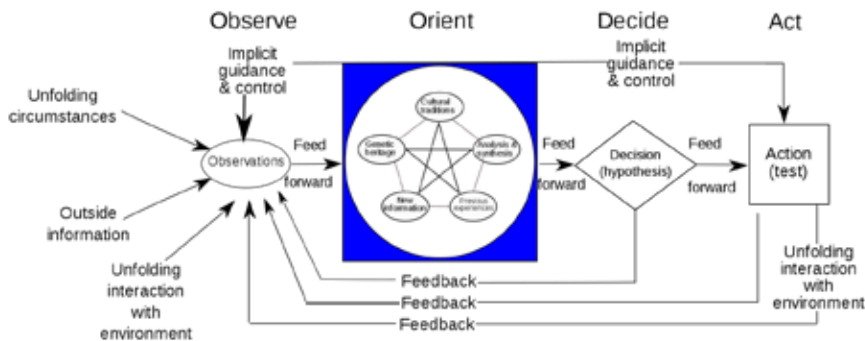 Observe
Orient
Decide
Act
Implicit
guidance
& control
Implicit
guidance
& control
Unfolding
circumstances
Observations
Outside
information
Unfolding
interaction
with
environment
Feed
forward
Cultural
traditions
Genetic
heritage
Analysis &
synthesis
New
information
Previous
experiences
Feed
forward
Decision
(hypothesis)
Feed
forward
Action
(test)
Unfolding
interaction
with
environment
Feedback
Feedback
Feedback